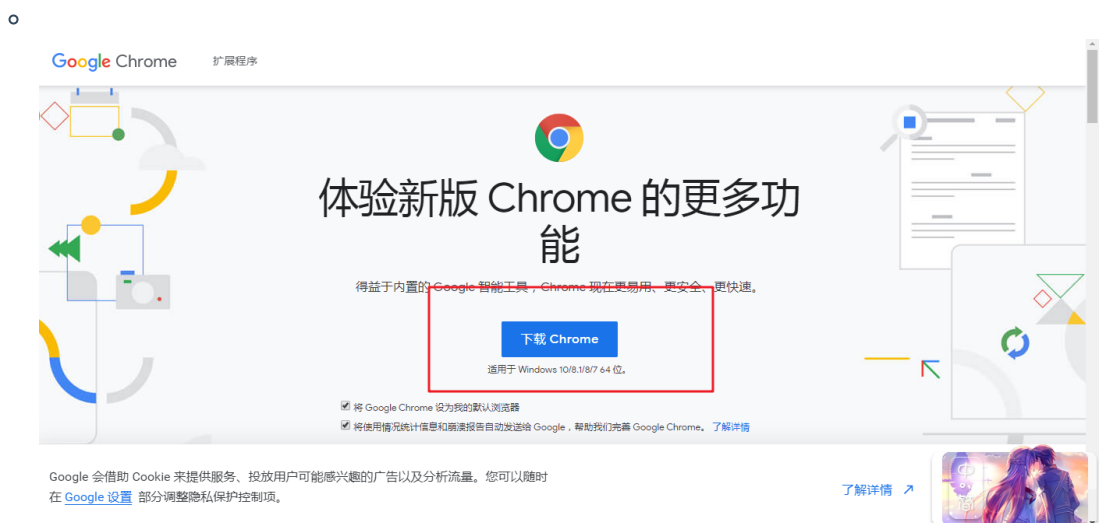 Google Chrome 扩展程序
体验新版 Chrome 的更多功
能
得益于内置的 Google 智能工具，Chrome 现在更易用、更安全、更快速。
下载 Chrome
适用于 Windows 10/8.1/8/7 64 位。
将 Google Chrome 设为我的默认浏览器
将使用情况统计信息和崩溃报告自动发送给 Google，帮助我们完善 Google Chrome。 了解详情
Google 会借助 Cookie 来提供服务、投放用户可能感兴趣的广告以及分析流量。您可以随时
在 Google 设置 部分调整隐私保护控制项。
了解详情
中
简